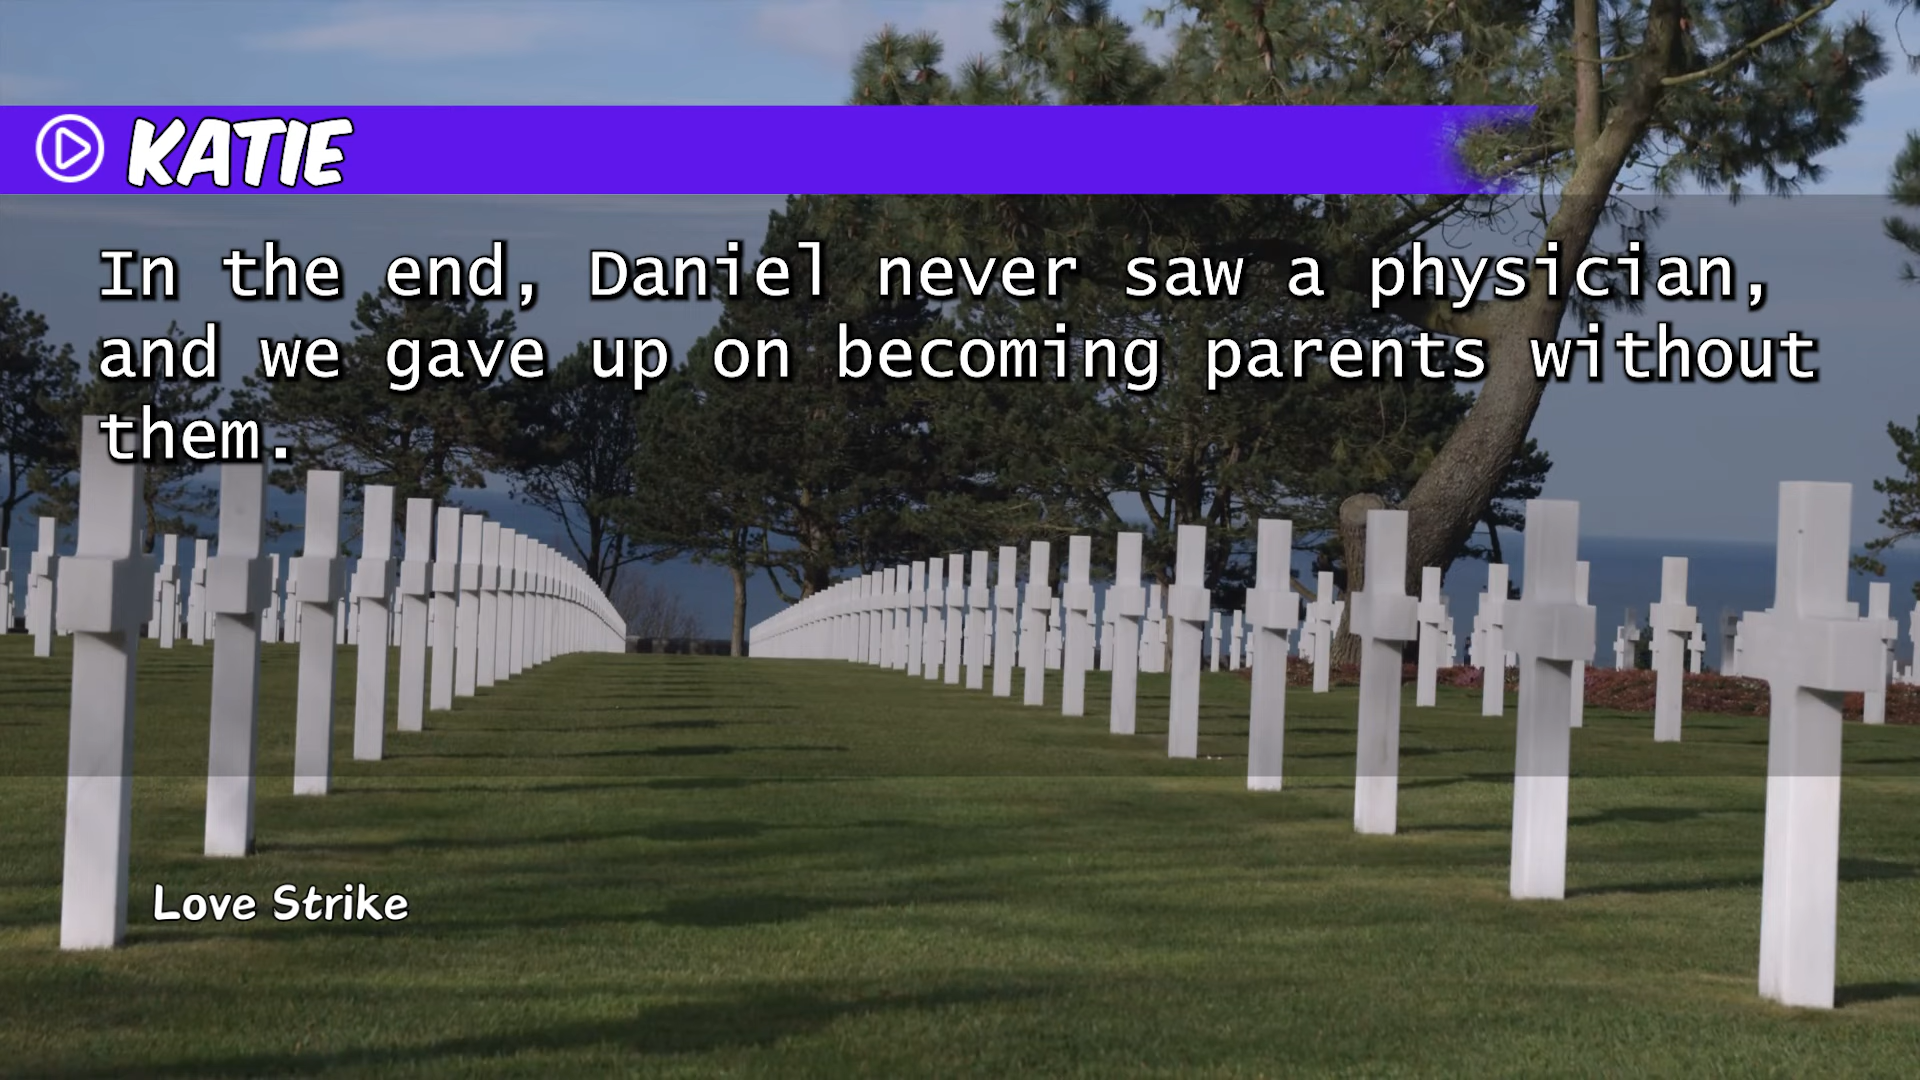 KATIE
In the end, Daniel never saw a physician,
and we gave up on becoming parents without
them.
Love Strike